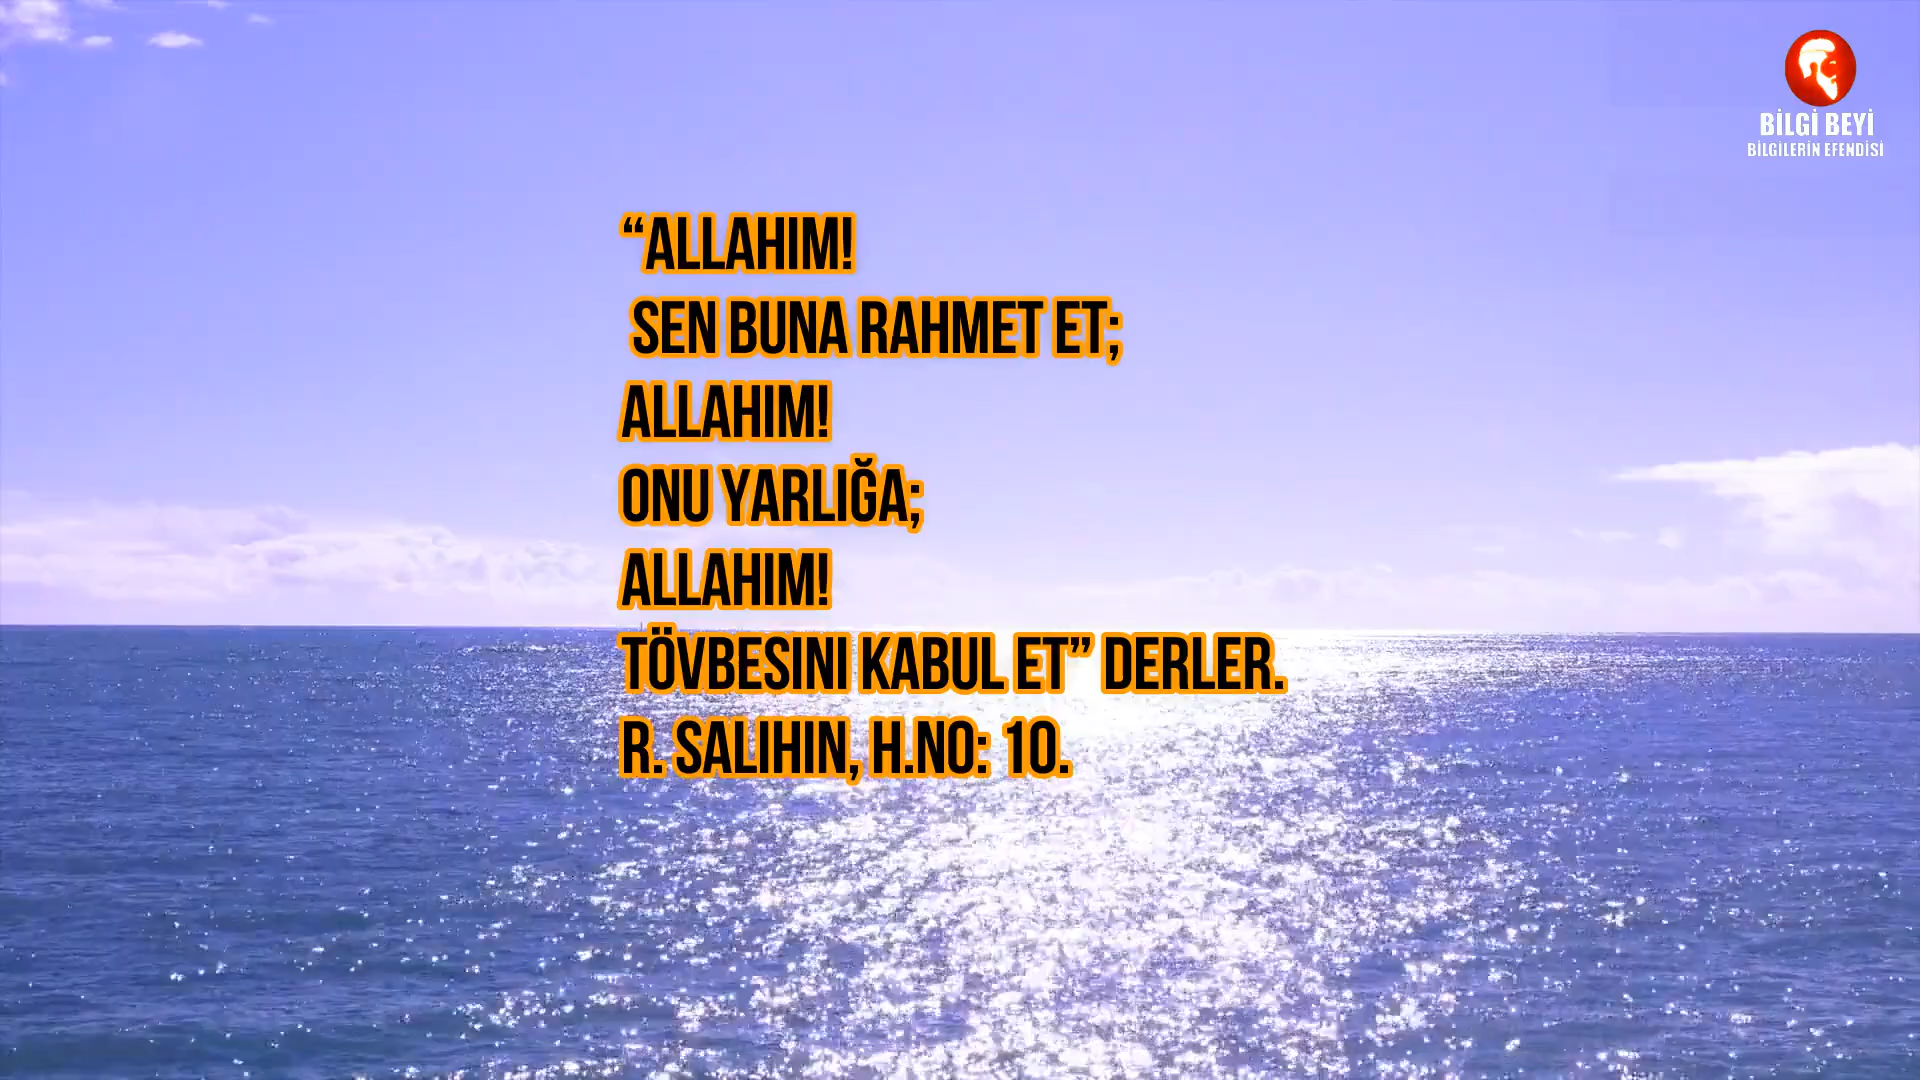 BİLGİ BEYİ
BİLGİLERİN EFENDİSİ
“ALLAHIM!
SEN BUNA RAHMET ET;
ALLAHIM!
ONU YARLIĞA;
ALLAHIM!
TÖVBESINI KABUL ET” DERLER.
R. SALIHIN, H.NO: 10.